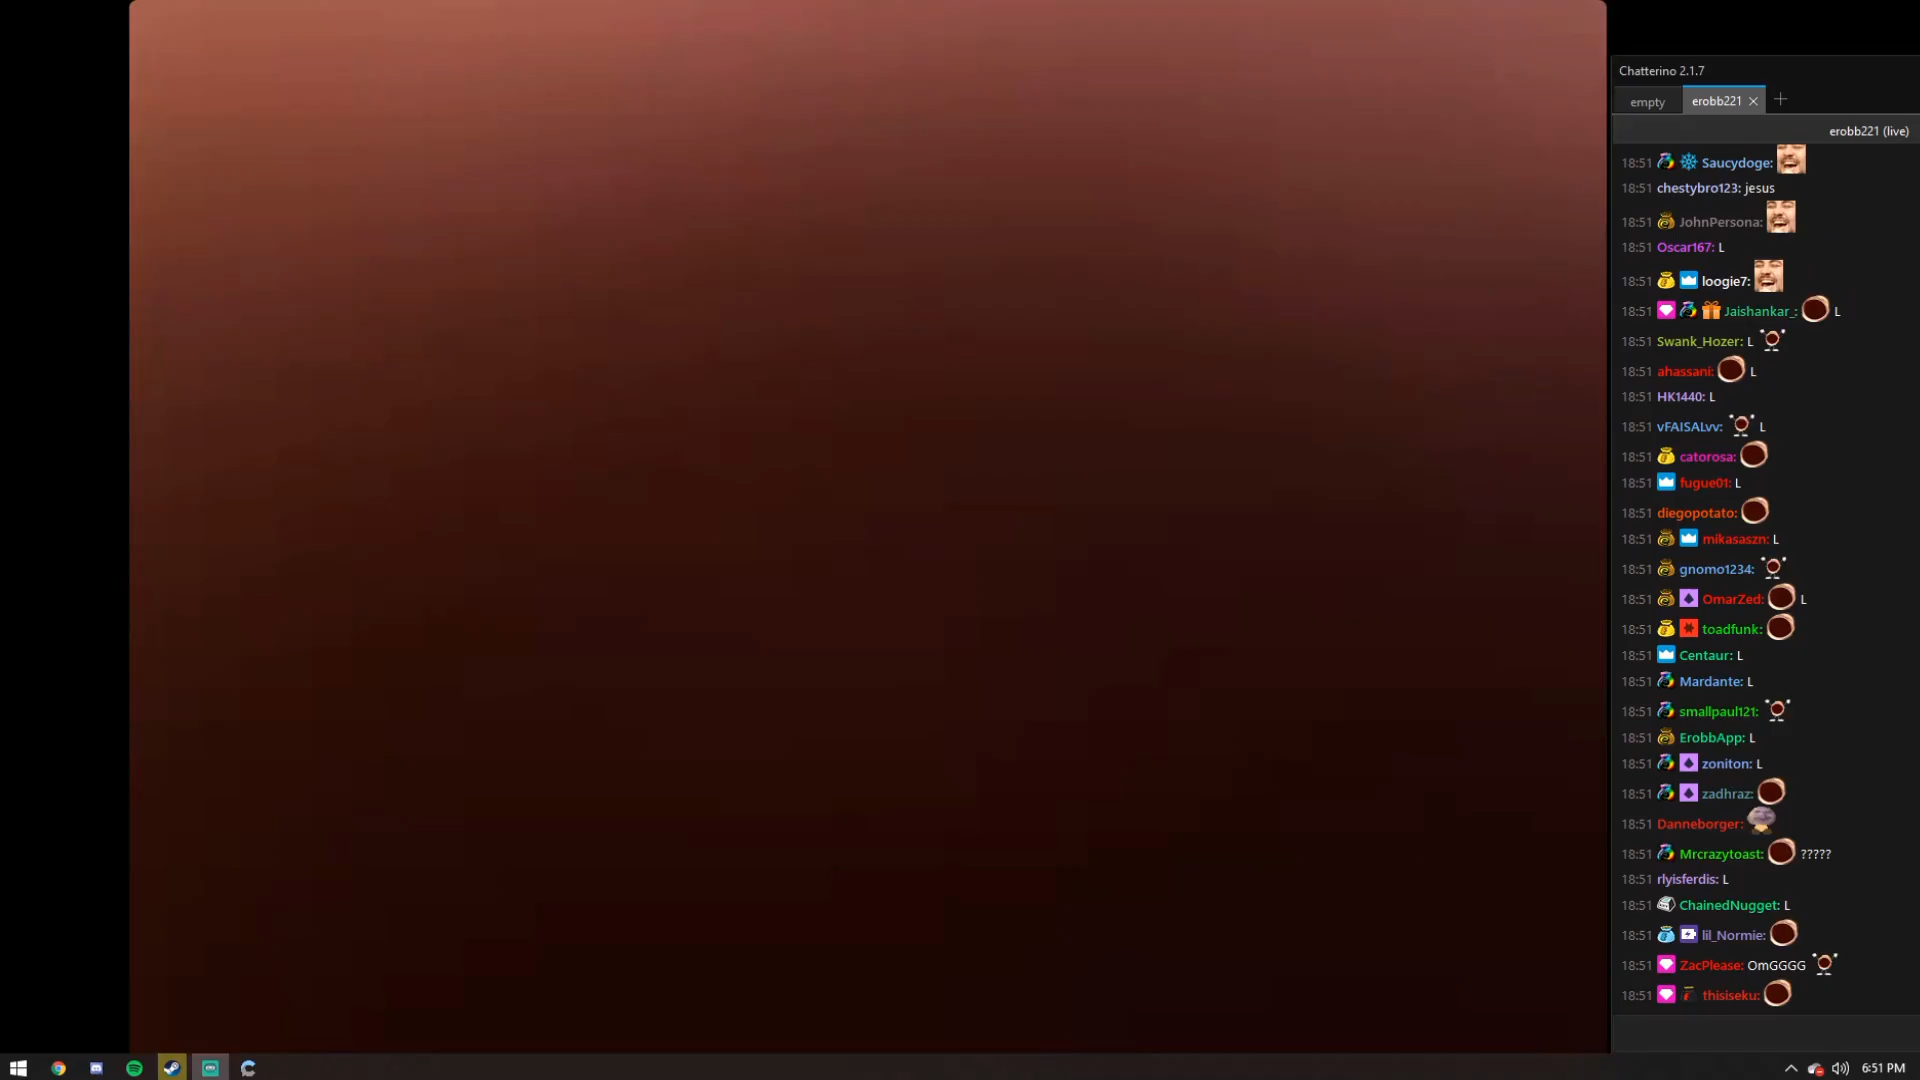 Chatterino 2.1.7
empty
erobb221
erobb221 (live)
18:51 Saucydoge:
18:51 chestybro123: jesus
18:51 JohnPersona:
18:51 Oscar167: L
18:51 loogie7:
18:51 Jaishankar_: L
18:51 Swank_Hozer: L
18:51 ahassani: L
18:51 HK1440: L
18:51 vFAISALvv: L
18:51 catorosa:
18:51 fugue01: L
18:51 diegopotato:
18:51 mikasaszn: L
18:51 gnomo1234:
18:51 OmarZed: L
18:51 toadfunk:
18:51 Centaur: L
18:51 Mardante: L
18:51 smallpaul121:
18:51 ErobbApp: L
18:51 zoniton: L
18:51 zadhraz:
18:51 Danneborger:
18:51 Mrcrazytoast: ?????
18:51 rlyisferdis: L
18:51 ChainedNugget: L
18:51 lil_Normie:
18:51 ZacPlease: OmGGGG
18:51 thisiseku:
6:51 PM